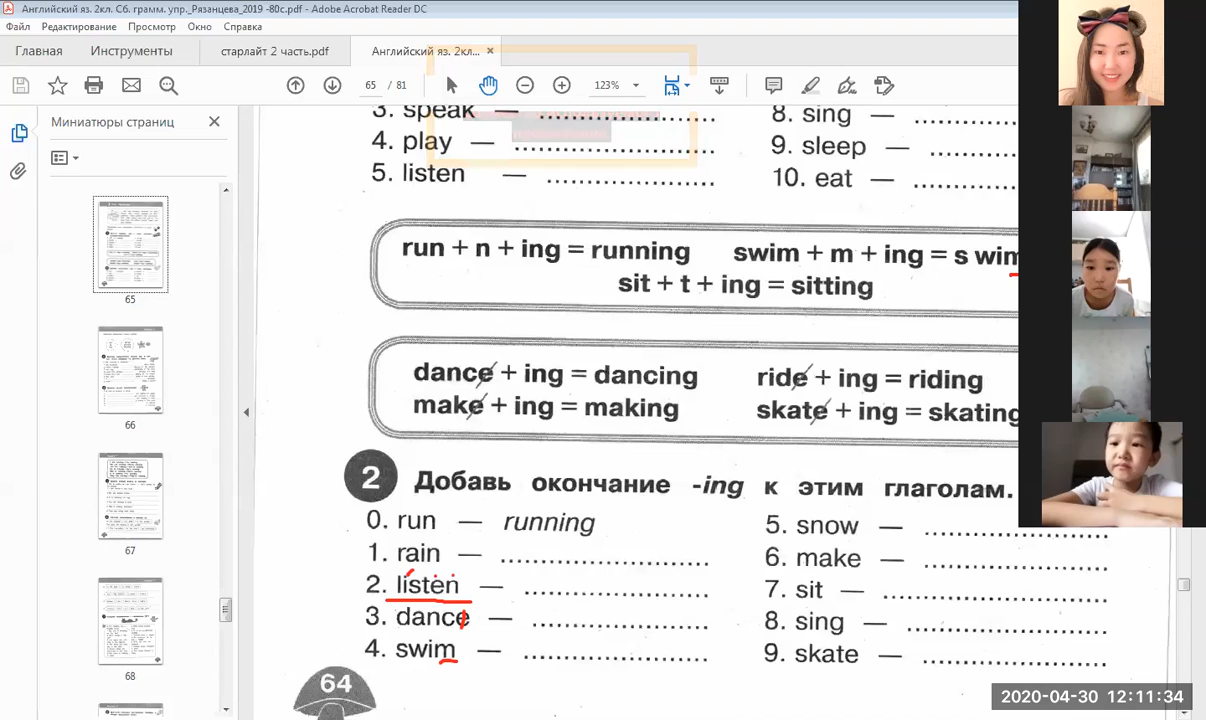 Английский яз. 2кл. Сб. грамм. упр._Рязанцева_2019 -80с.pdf - Adobe Acrobat Reader DC
Файл Редактирование Просмотр Окно Справка
Главная Инструменты старлайт 2 часть.pdf Английский яз. 2кл... ×
65 / 81 123%
Миниатюры страниц
65
66
67
68
3. speak — ........................
4. play — ........................
5. listen — ........................
8. sing — ..............
9. sleep — ............
10. eat — ..............
run + n + ing = running swim + m + ing = s wim
sit + t + ing = sitting
dance + ing = dancing ride + ing = riding
make + ing = making skate + ing = skating
2 Добавь окончание -ing к этим глаголам.
0. run — running
1. rain — ........................
2. listen — ........................
3. dance — ........................
4. swim — ........................
5. snow — ........................
6. make — ........................
7. sit — ........................
8. sing — ........................
9. skate — ........................
64
2020-04-30 12:11:34